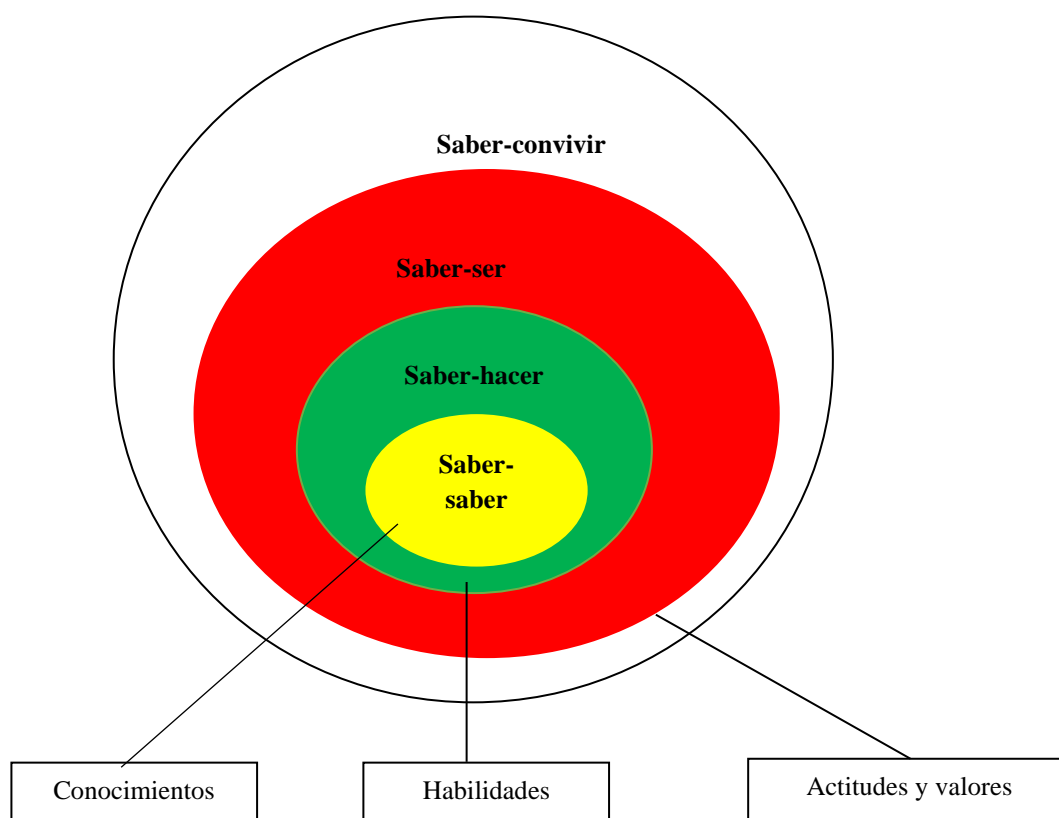 Saber-convivir
Saber-ser
Saber-hacer
Saber-
saber
Conocimientos
Habilidades
Actitudes y valores